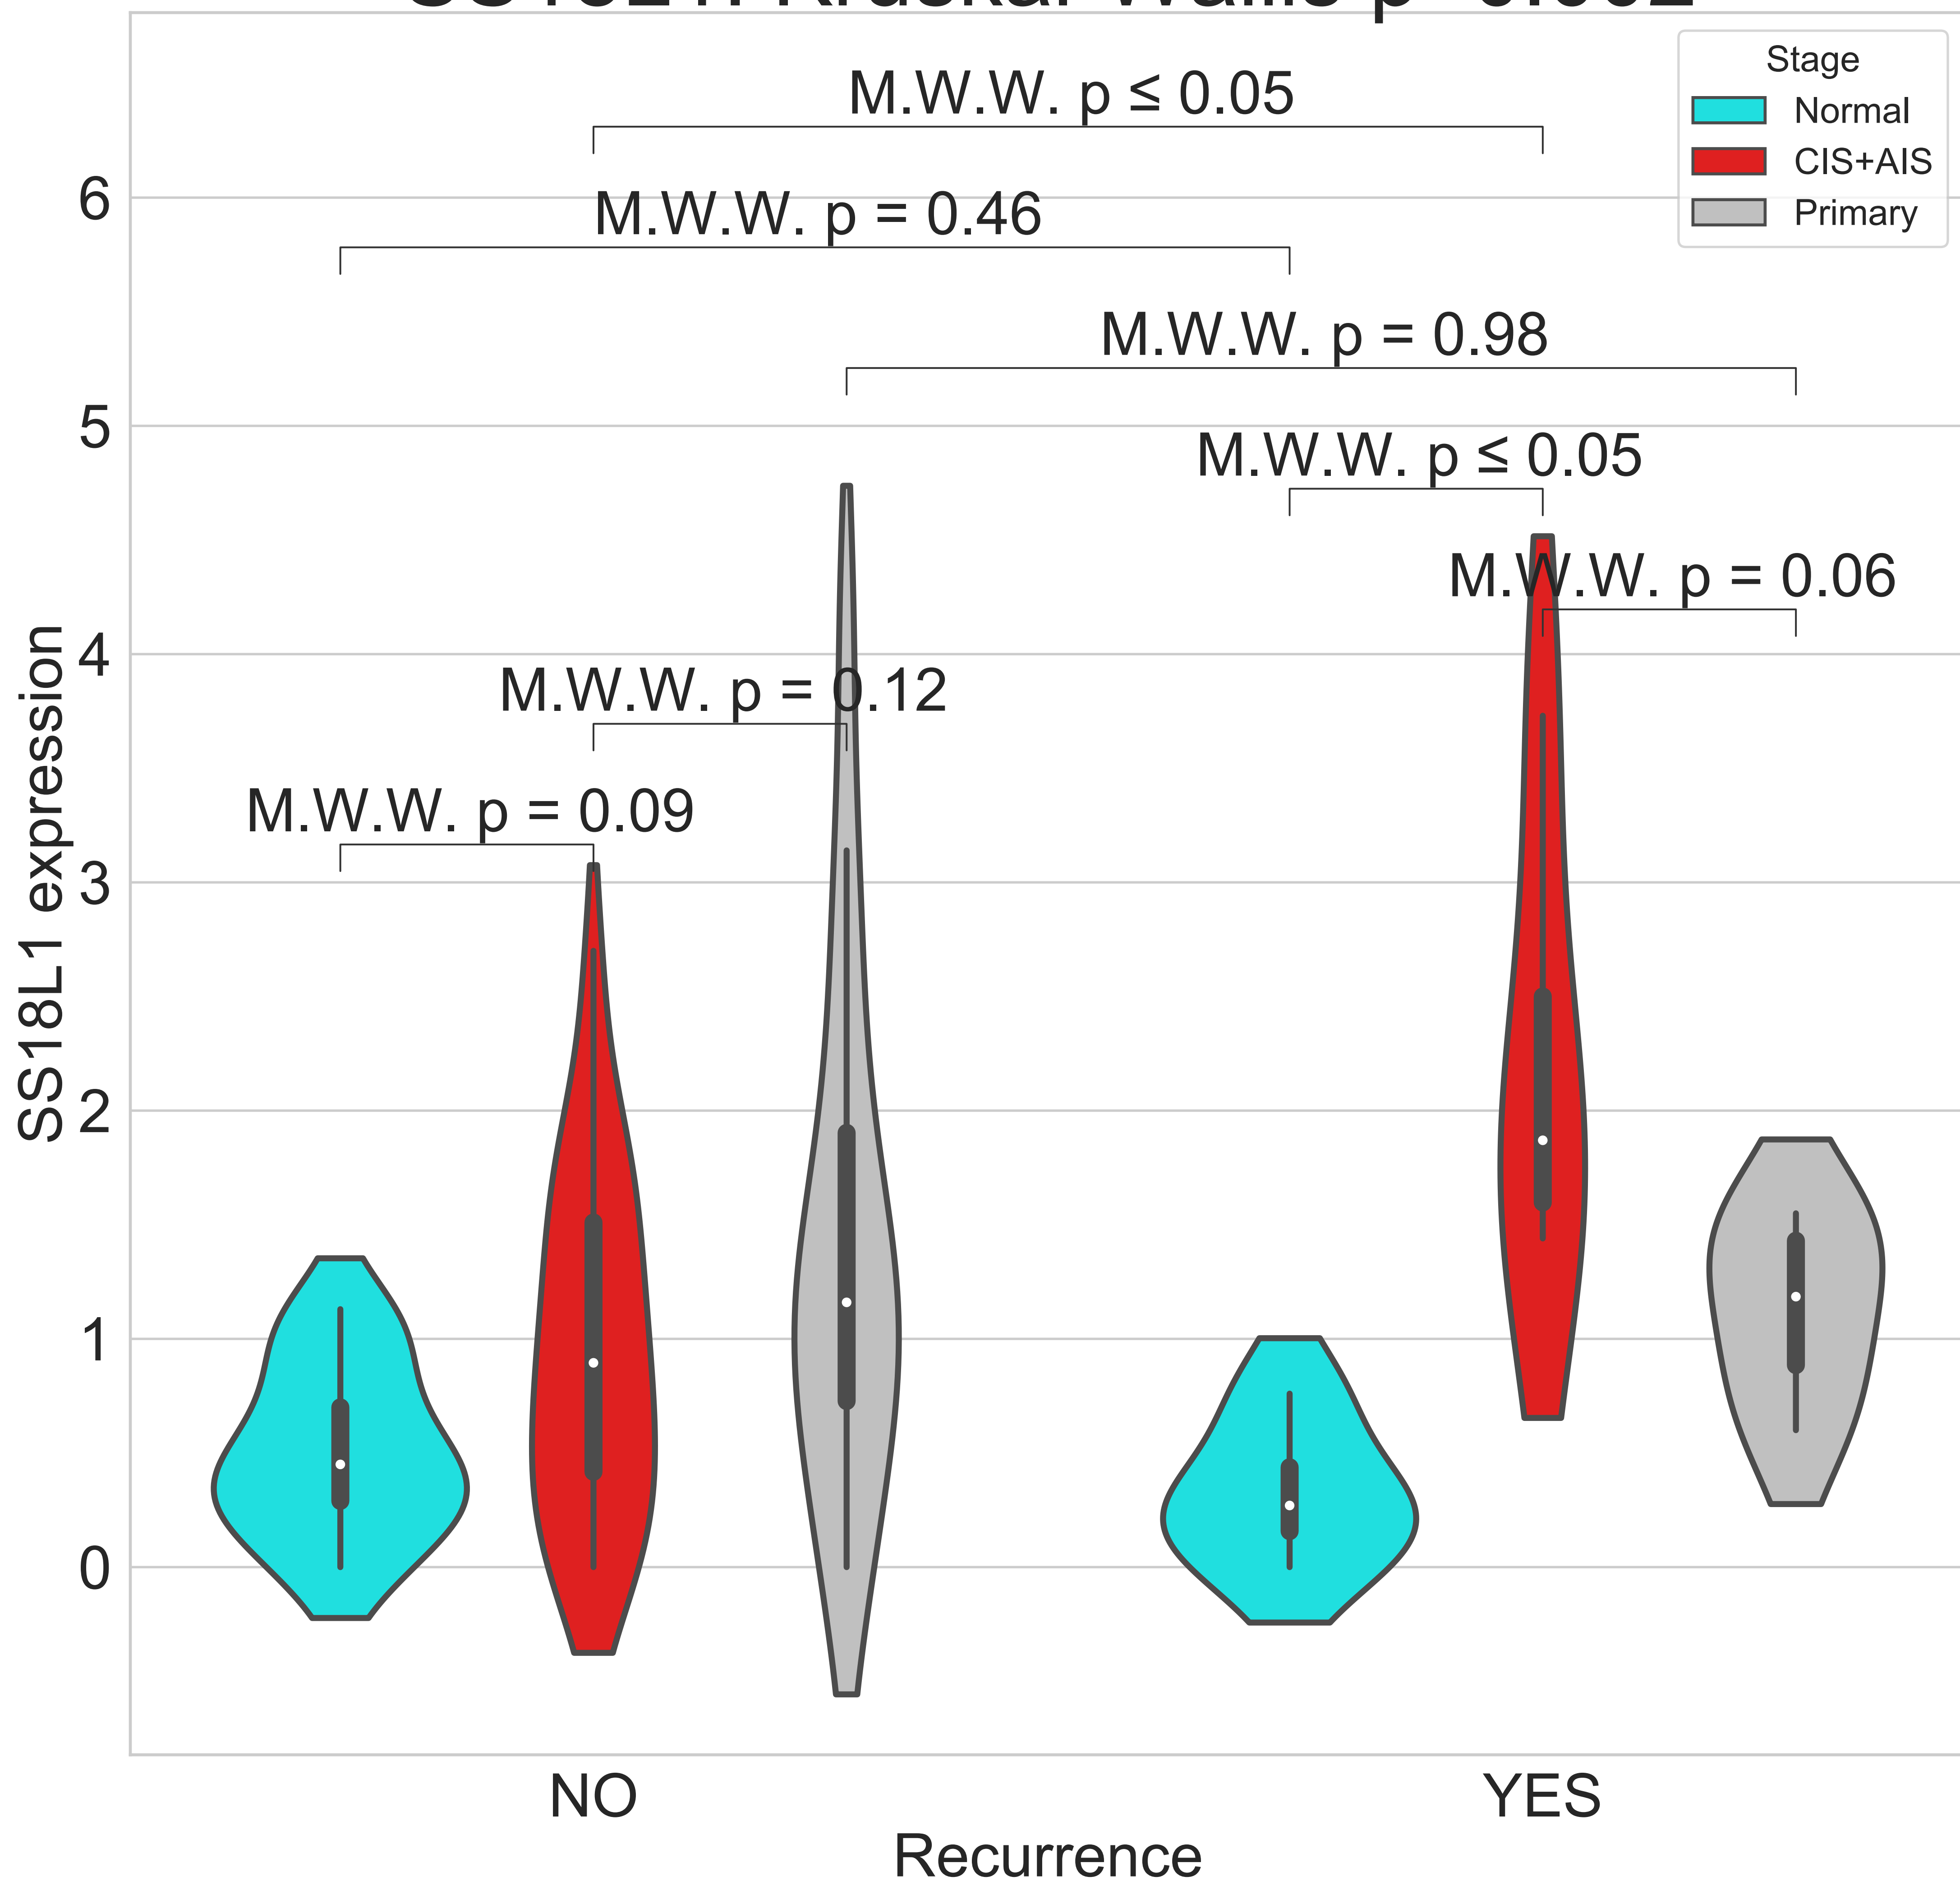 Stage
Normal
CIS+AIS
Primary
M.W.W. p ≤ 0.05
M.W.W. p = 0.46
M.W.W. p = 0.98
M.W.W. p ≤ 0.05
M.W.W. p = 0.06
M.W.W. p = 0.12
M.W.W. p = 0.09
6
5
4
3
2
1
0
SS18L1 expression
NO
YES
Recurrence